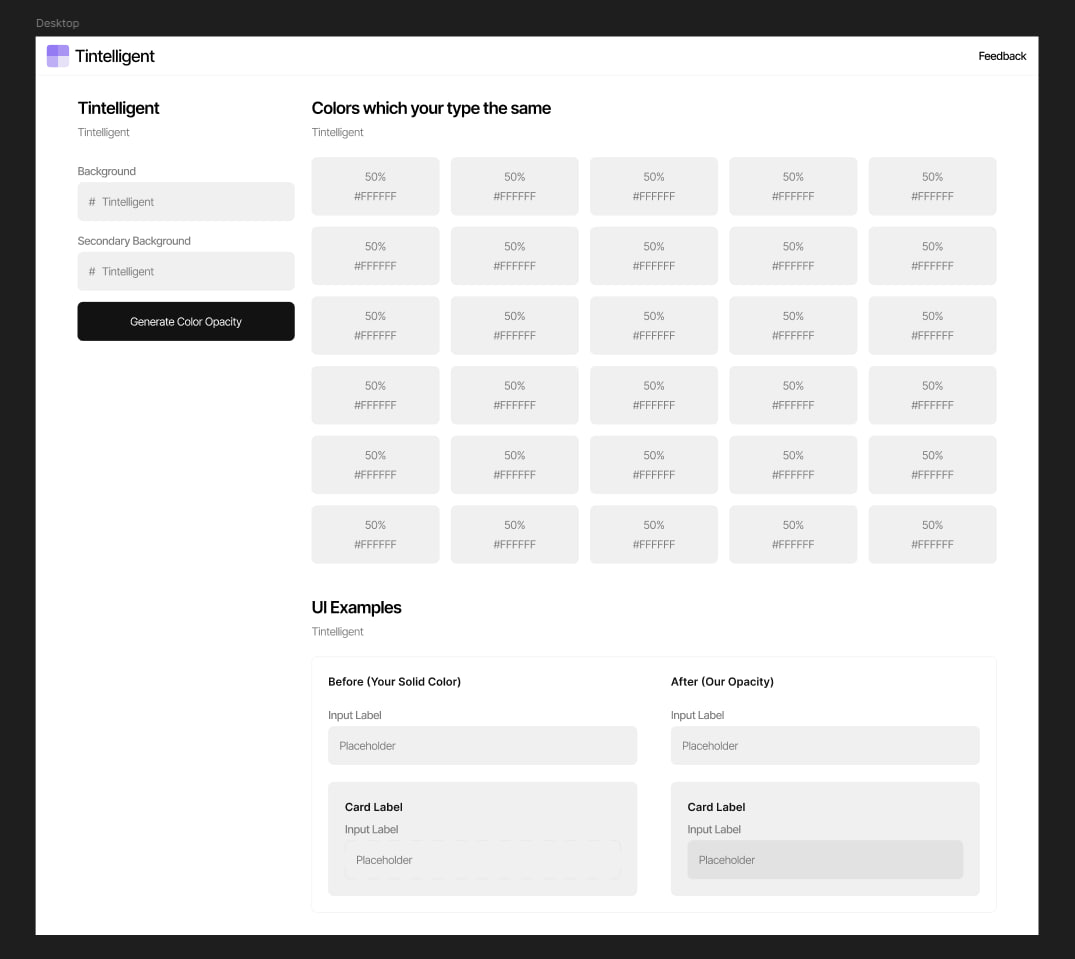 Desktop
Tintelligent
Feedback
Tintelligent
Tintelligent
Background
# Tintelligent
Secondary Background
# Tintelligent
Generate Color Opacity
Colors which your type the same
Tintelligent
50% 50% 50% 50% 50%
#FFFFFF #FFFFFF #FFFFFF #FFFFFF #FFFFFF
50% 50% 50% 50% 50%
#FFFFFF #FFFFFF #FFFFFF #FFFFFF #FFFFFF
50% 50% 50% 50% 50%
#FFFFFF #FFFFFF #FFFFFF #FFFFFF #FFFFFF
50% 50% 50% 50% 50%
#FFFFFF #FFFFFF #FFFFFF #FFFFFF #FFFFFF
50% 50% 50% 50% 50%
#FFFFFF #FFFFFF #FFFFFF #FFFFFF #FFFFFF
50% 50% 50% 50% 50%
#FFFFFF #FFFFFF #FFFFFF #FFFFFF #FFFFFF
UI Examples
Tintelligent
Before (Your Solid Color)
Input Label
Placeholder
Card Label
Input Label
Placeholder
After (Our Opacity)
Input Label
Placeholder
Card Label
Input Label
Placeholder